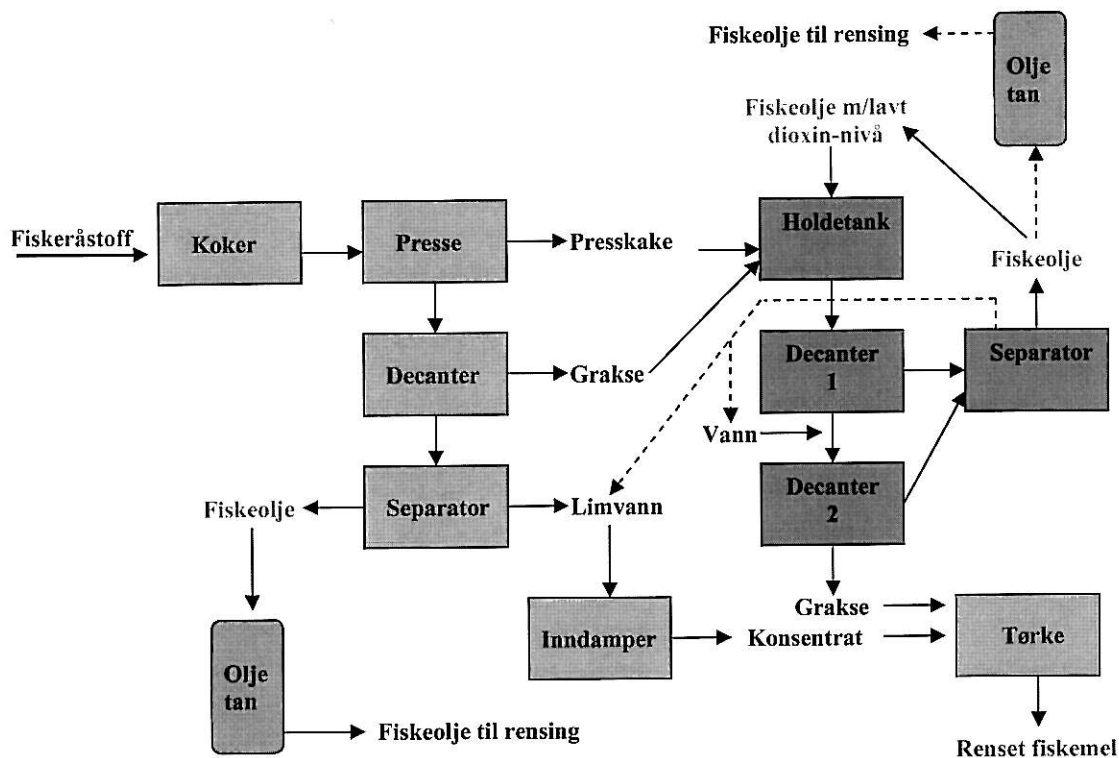 Fiskeolje til rensing
Olje
tan
Fiskeolje m/lavt
dioxin-nivå
Fiskeråstoff
Koker
Presse
Presskake
Holdetank
Fiskeolje
Decanter
Grakse
Decanter
1
Separator
Vann
Fiskeolje
Separator
Limvann
Decanter
2
Grakse
Inndamper
Konsentrat
Tørke
Olje
tan
Fiskeolje til rensing
Renset fiskemel